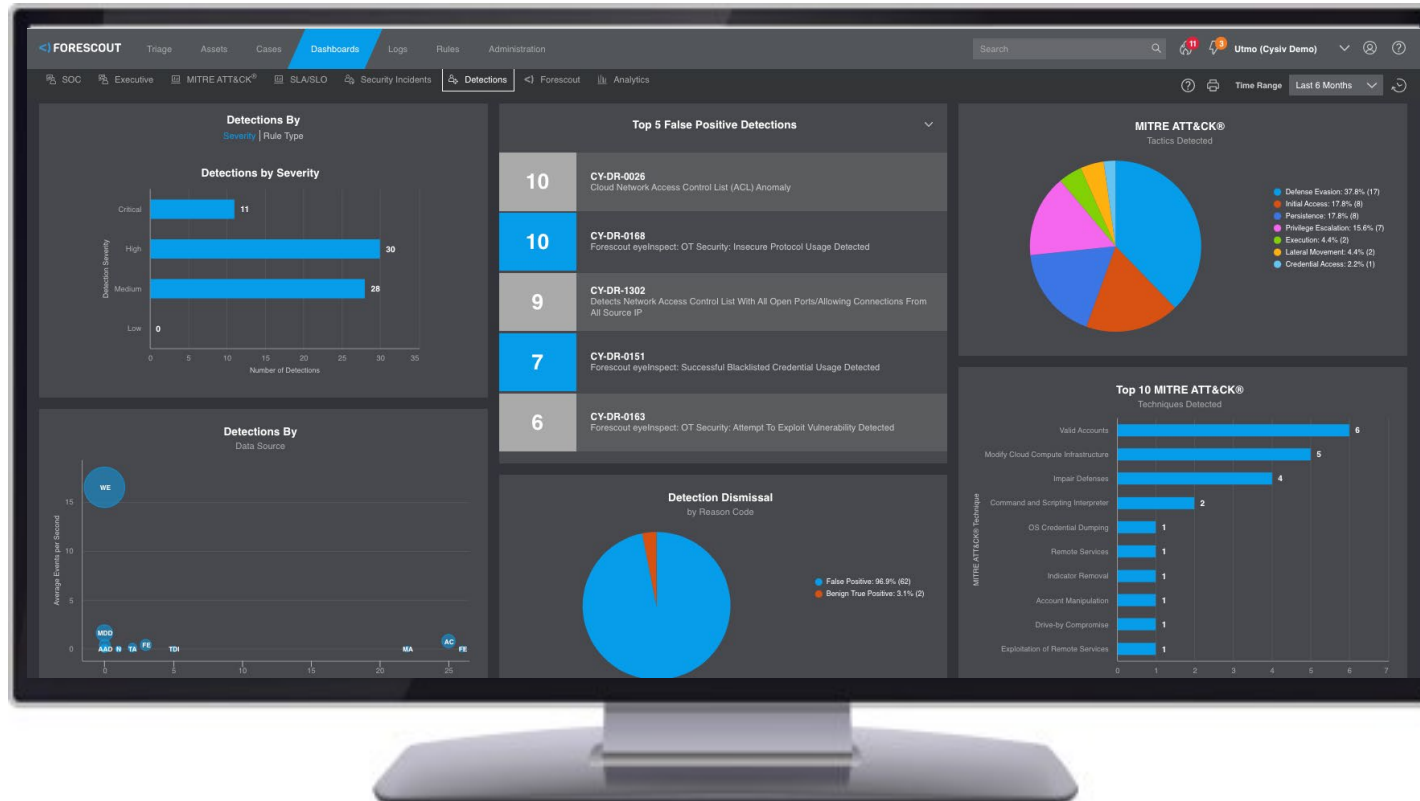 <) FORESCOUT
Triage
Assets
Cases
Dashboards
Logs
Rules
Administration
Search
11
3
Utmo (Cysiv Demo)
SOC
Executive
MITRE ATT&CK®
SLA/SLO
Security Incidents
Detections
<) Forescout
Analytics
Time Range
Last 6 Months
Detections By
Severity | Rule Type
Detections by Severity
Detection Severity
Critical
11
High
30
Medium
28
Low
0
0 5 10 15 20 25 30 35
Number of Detections
Detections By
Data Source
Average Events per Second
15
10
5
0
WE
MDD
AAD
N
TA
FE
TDI
MA
AC
FE
0 5 10 15 20 25
Top 5 False Positive Detections
10
CY-DR-0026
Cloud Network Access Control List (ACL) Anomaly
10
CY-DR-0168
Forescout eyeInspect: OT Security: Insecure Protocol Usage Detected
9
CY-DR-1302
Detects Network Access Control List With All Open Ports/Allowing Connections From
All Source IP
7
CY-DR-0151
Forescout eyeInspect: Successful Blacklisted Credential Usage Detected
6
CY-DR-0163
Forescout eyeInspect: OT Security: Attempt To Exploit Vulnerability Detected
Detection Dismissal
by Reason Code
False Positive: 96.9% (62)
Benign True Positive: 3.1% (2)
MITRE ATT&CK®
Tactics Detected
Defense Evasion: 37.8% (17)
Initial Access: 17.8% (8)
Persistence: 17.8% (8)
Privilege Escalation: 15.6% (7)
Execution: 4.4% (2)
Lateral Movement: 4.4% (2)
Credential Access: 2.2% (1)
Top 10 MITRE ATT&CK®
Techniques Detected
MITRE ATT&CK® Technique
Valid Accounts
6
Modify Cloud Compute Infrastructure
5
Impair Defenses
4
Command and Scripting Interpreter
2
OS Credential Dumping
1
Remote Services
1
Indicator Removal
1
Account Manipulation
1
Drive-by Compromise
1
Exploitation of Remote Services
1
0 1 2 3 4 5 6 7